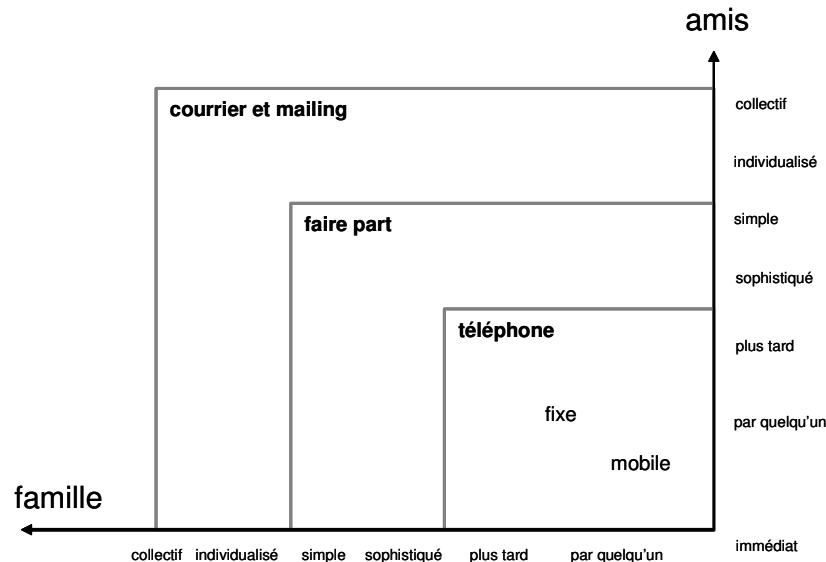 amis
courrier et mailing
collectif
individualisé
faire part
simple
sophistiqué
téléphone
plus tard
fixe
par quelqu'un
mobile
famille
immédiat
collectif individualisé simple sophistiqué plus tard par quelqu'un